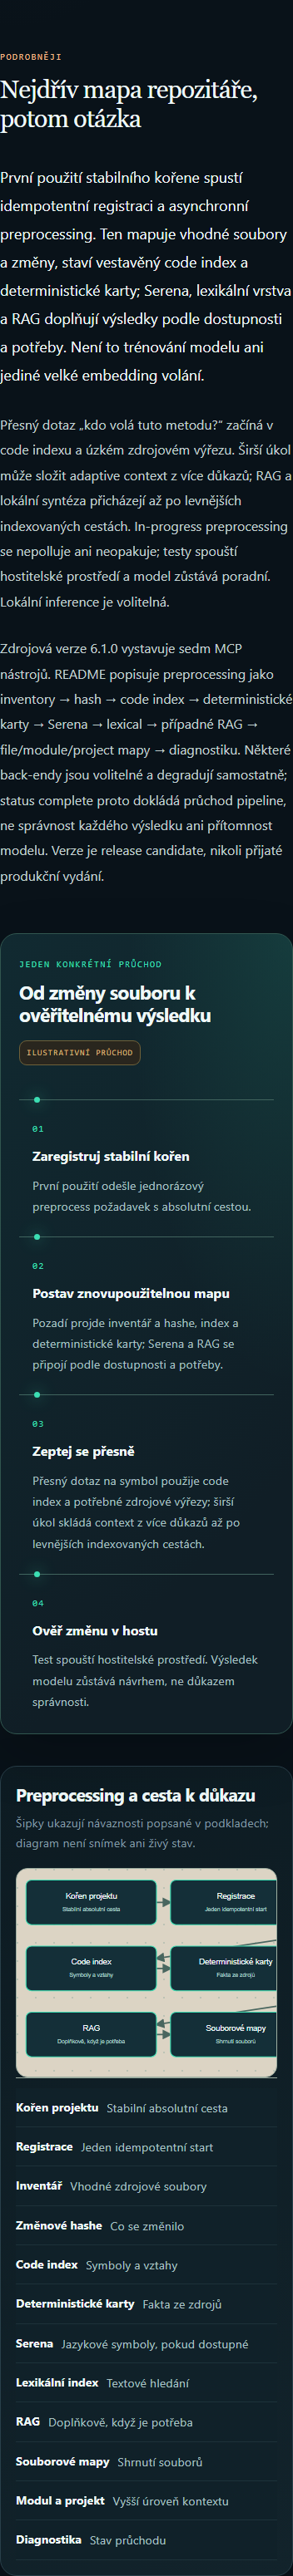 PODROBNĚJI
Nejdřív mapa repozitáře,
potom otázka
První použití stabilního kořene spustí
idempotentní registraci a asynchronní
preprocessing. Ten mapuje vhodné soubory
a změny, staví vestavěný code index a
deterministické karty; Serena, lexikální vrstva
a RAG doplňují výsledky podle dostupnosti
a potřeby. Není to trénování modelu ani
jediné velké embedding volání.
Přesný dotaz „kdo volá tuto metodu?“ začíná v
code indexu a úzkém zdrojovém výřezu. Širší úkol
může složit adaptive context z více důkazů; RAG a
lokální syntéza přicházejí až po levnějších
indexovaných cestách. In-progress preprocessing
se nepolluje ani neopakuje; testy spouští
hostitelské prostředí a model zůstává poradní.
Lokální inference je volitelná.
Zdrojová verze 6.1.0 vystavuje sedm MCP
nástrojů. README popisuje preprocessing jako
inventory → hash → code index → deterministické
karty → Serena → lexical → případné RAG →
file/module/project mapy → diagnostiku. Některé
back-endy jsou volitelné a degradují samostatně;
status complete proto dokládá průchod pipeline,
ne správnost každého výsledku ani přítomnost
modelu. Verze je release candidate, nikoli přijaté
produkční vydání.
JEDEN KONKRÉTNÍ PRŮCHOD
Od změny souboru k
ověřitelnému výsledku
ILUSTRATIVNÍ PRŮCHOD
01
Zaregistruj stabilní kořen
První použití odešle jednorázový
preprocess požadavek s absolutní cestou.
02
Postav znovupoužitelnou mapu
Pozadí projde inventář a hashe, index a
deterministické karty; Serena a RAG se
připojí podle dostupnosti a potřeby.
03
Zeptej se přesně
Přesný dotaz na symbol použije code
index a potřebné zdrojové výřezy; širší
úkol skládá context z více důkazů až po
levnějších indexovaných cestách.
04
Ověř změnu v hostu
Test spouští hostitelské prostředí. Výsledek
modelu zůstává návrhem, ne důkazem
správnosti.
Preprocessing a cesta k důkazu
Šipky ukazují návaznosti popsané v podkladech;
diagram není snímek ani živý stav.
Kořen projektu
Stabilní absolutní cesta
Registrace
Jeden idempotentní start
Code index
Symboly a vztahy
Deterministické karty
Fakta ze zdrojů
RAG
Doplňkově, když je potřeba
Souborové mapy
Shrnutí souborů
Kořen projektu Stabilní absolutní cesta
Registrace Jeden idempotentní start
Inventář Vhodné zdrojové soubory
Změnové hashe Co se změnilo
Code index Symboly a vztahy
Deterministické karty Fakta ze zdrojů
Serena Jazykové symboly, pokud dostupné
Lexikální index Textové hledání
RAG Doplňkově, když je potřeba
Souborové mapy Shrnutí souborů
Modul a projekt Vyšší úroveň kontextu
Diagnostika Stav průchodu